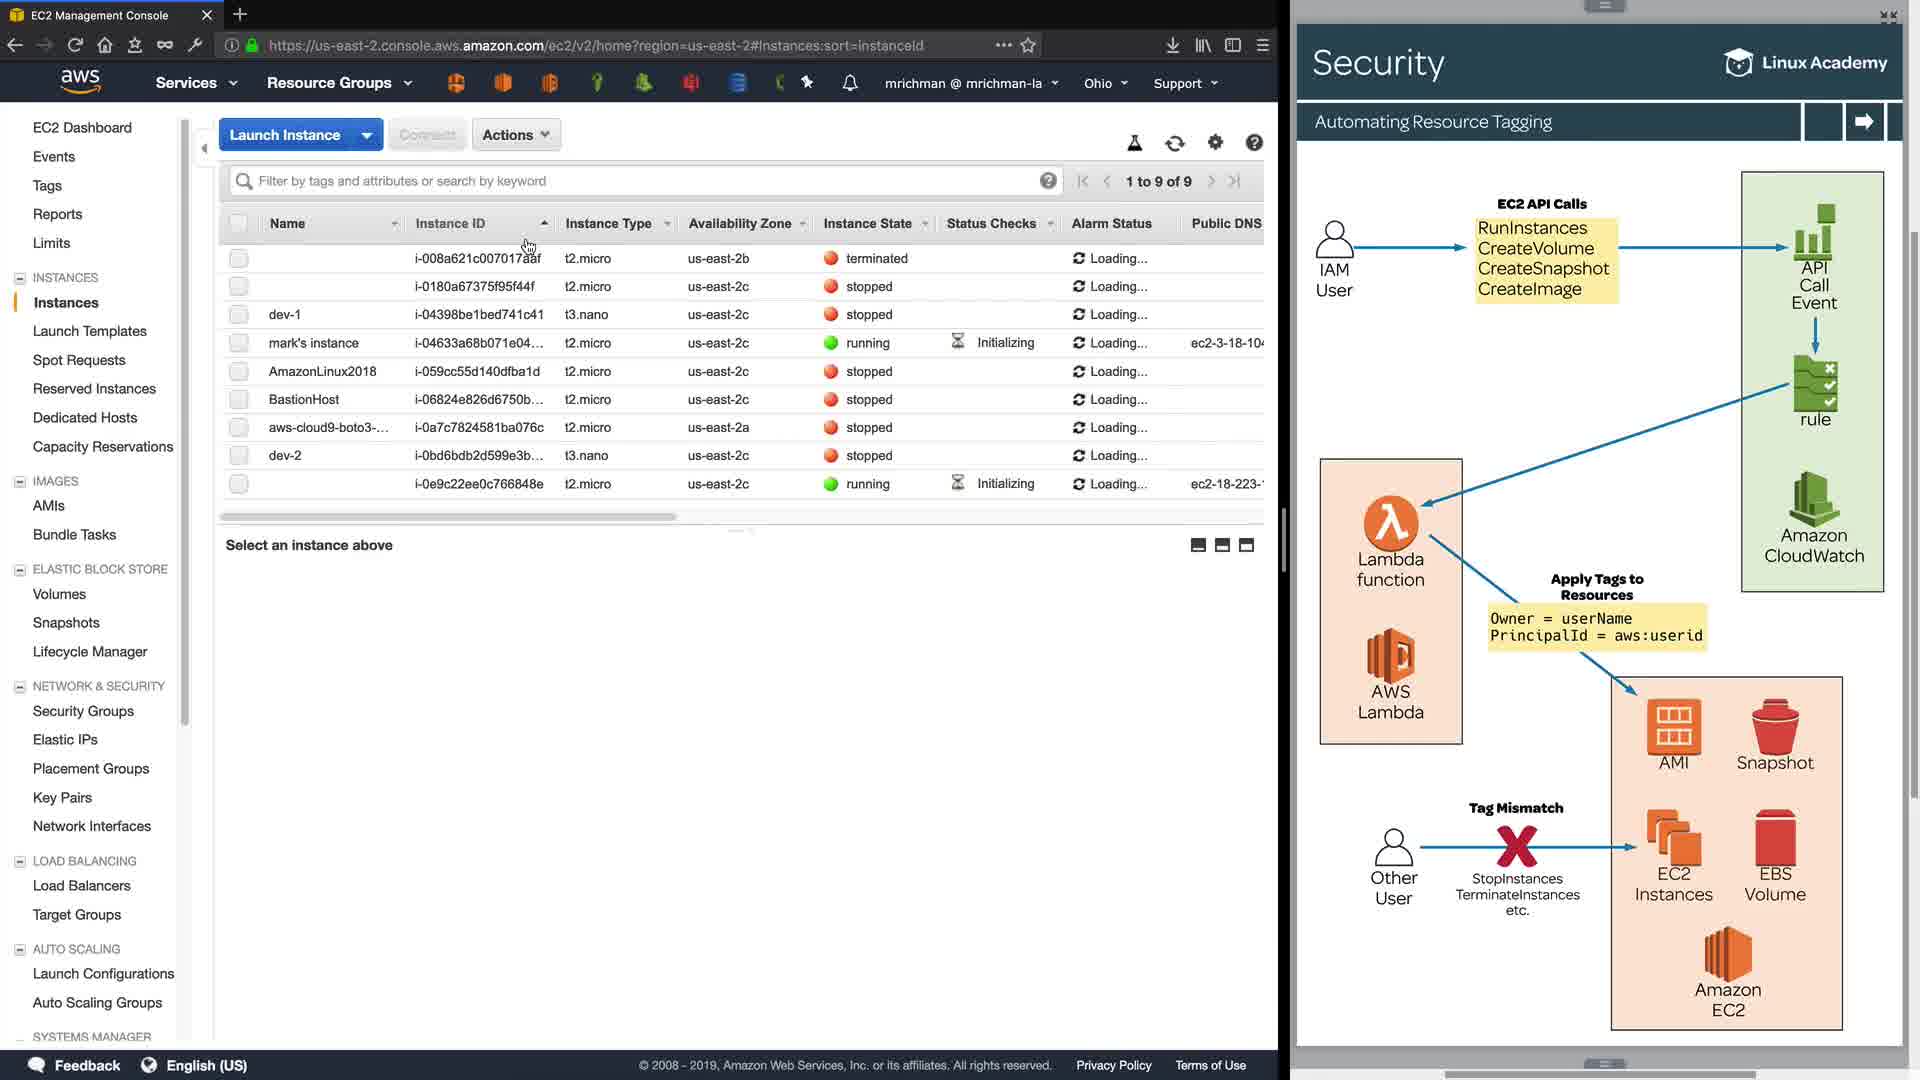 EC2 Management Console
https://us-east-2.console.aws.amazon.com/ec2/v2/home?region=us-east-2#Instances:sort=instanceId
aws
Services
Resource Groups
mrichman @ mrichman-la
Ohio
Support
EC2 Dashboard
Events
Tags
Reports
Limits
INSTANCES
Instances
Launch Templates
Spot Requests
Reserved Instances
Dedicated Hosts
Capacity Reservations
IMAGES
AMIs
Bundle Tasks
ELASTIC BLOCK STORE
Volumes
Snapshots
Lifecycle Manager
NETWORK & SECURITY
Security Groups
Elastic IPs
Placement Groups
Key Pairs
Network Interfaces
LOAD BALANCING
Load Balancers
Target Groups
AUTO SCALING
Launch Configurations
Auto Scaling Groups
SYSTEMS MANAGER
Launch Instance
Connect
Actions
Filter by tags and attributes or search by keyword
1 to 9 of 9
Name Instance ID Instance Type Availability Zone Instance State Status Checks Alarm Status Public DNS
i-008a621c007017aaf t2.micro us-east-2b terminated Loading...
i-0180a67375f95f44f t2.micro us-east-2c stopped Loading...
dev-1 i-04398be1bed741c41 t3.nano us-east-2c stopped Loading...
mark's instance i-04633a68b071e04... t2.micro us-east-2c running Initializing Loading... ec2-3-18-104
AmazonLinux2018 i-059cc55d140dfba1d t2.micro us-east-2c stopped Loading...
BastionHost i-06824e826d6750b... t2.micro us-east-2c stopped Loading...
aws-cloud9-boto3-... i-0a7c7824581ba076c t2.micro us-east-2a stopped Loading...
dev-2 i-0bd6bdb2d599e3b... t3.nano us-east-2c stopped Loading...
i-0e9c22ee0c766848e t2.micro us-east-2c running Initializing Loading... ec2-18-223-
Select an instance above
Feedback
English (US)
© 2008 - 2019, Amazon Web Services, Inc. or its affiliates. All rights reserved.
Privacy Policy
Terms of Use
Security
Linux Academy
Automating Resource Tagging
IAM
User
EC2 API Calls
RunInstances
CreateVolume
CreateSnapshot
CreateImage
API
Call
Event
rule
Amazon
CloudWatch
Lambda
function
AWS
Lambda
Apply Tags to
Resources
Owner = userName
PrincipalId = aws:userid
AMI
Snapshot
Tag Mismatch
Other
User
StopInstances
TerminateInstances
etc.
EC2
Instances
EBS
Volume
Amazon
EC2